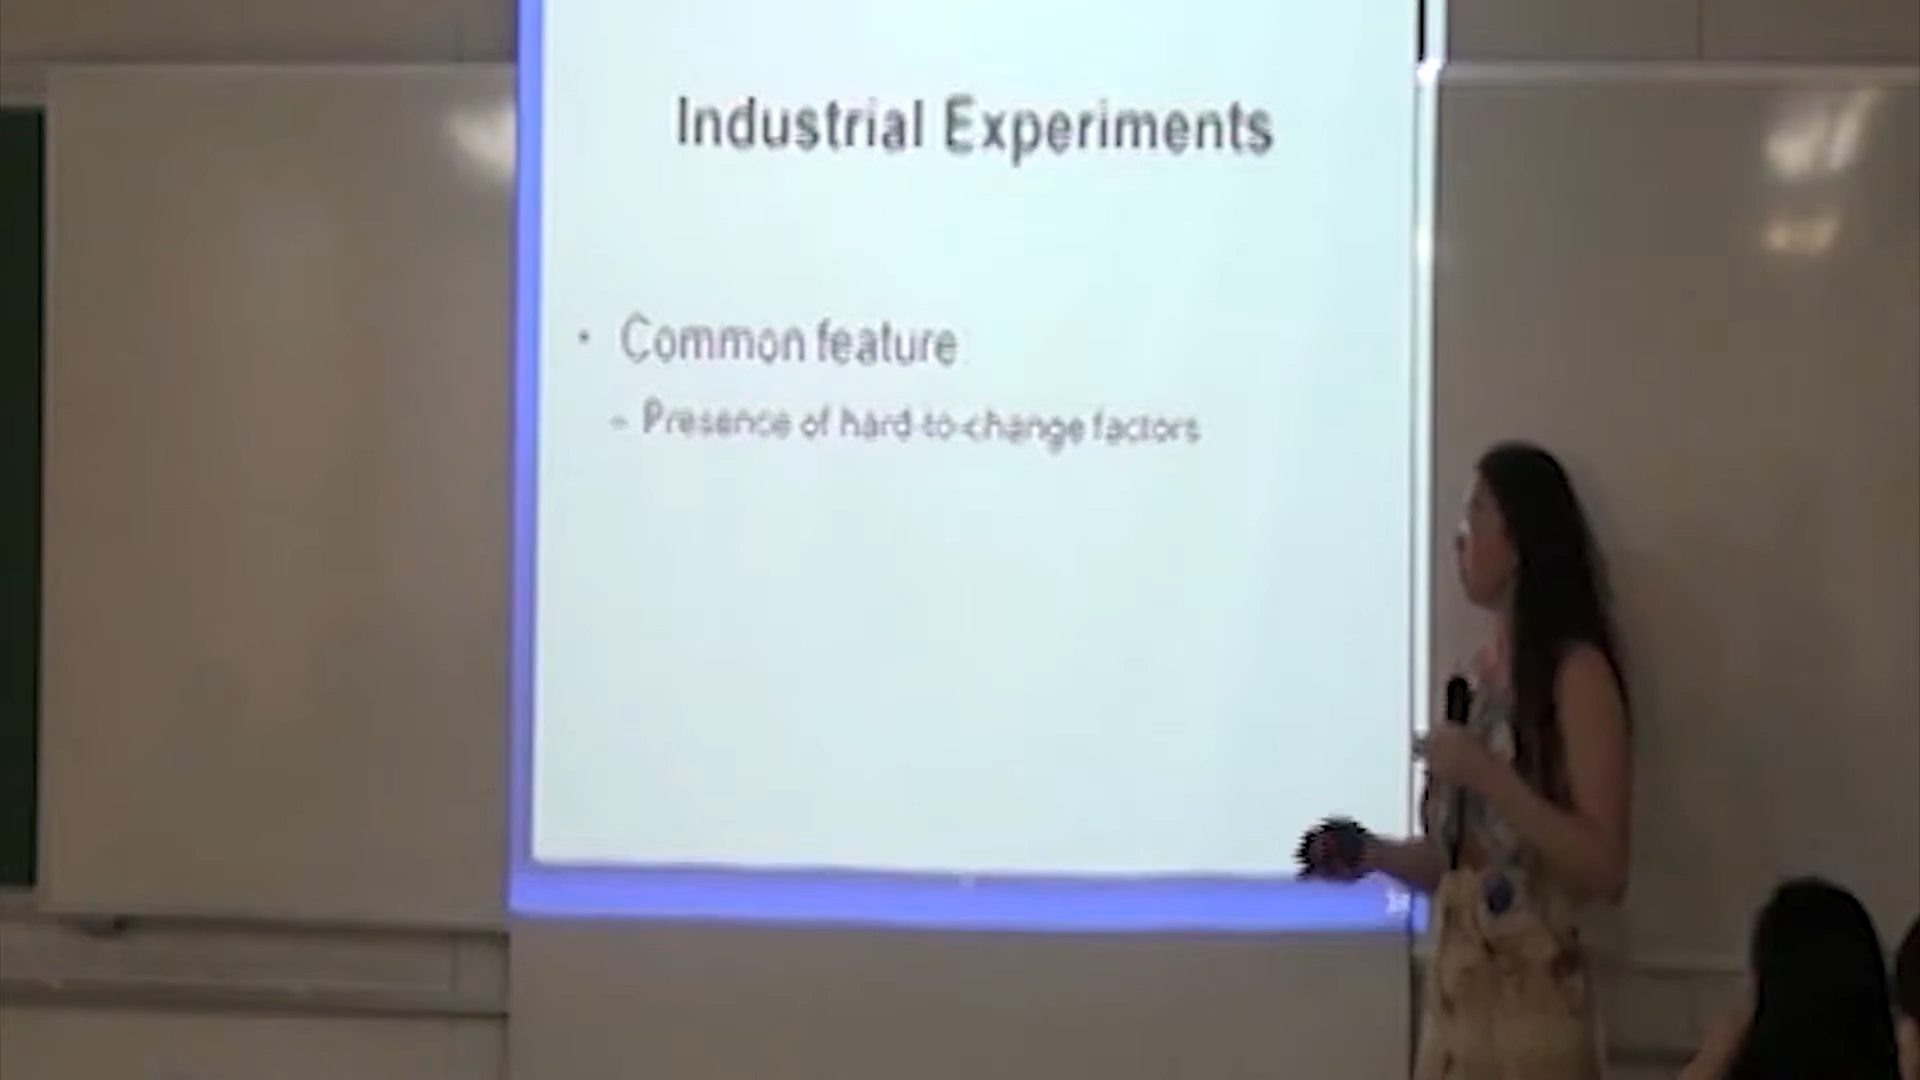 Industrial Experiments
• Common feature
- Presence of hard-to-change factors